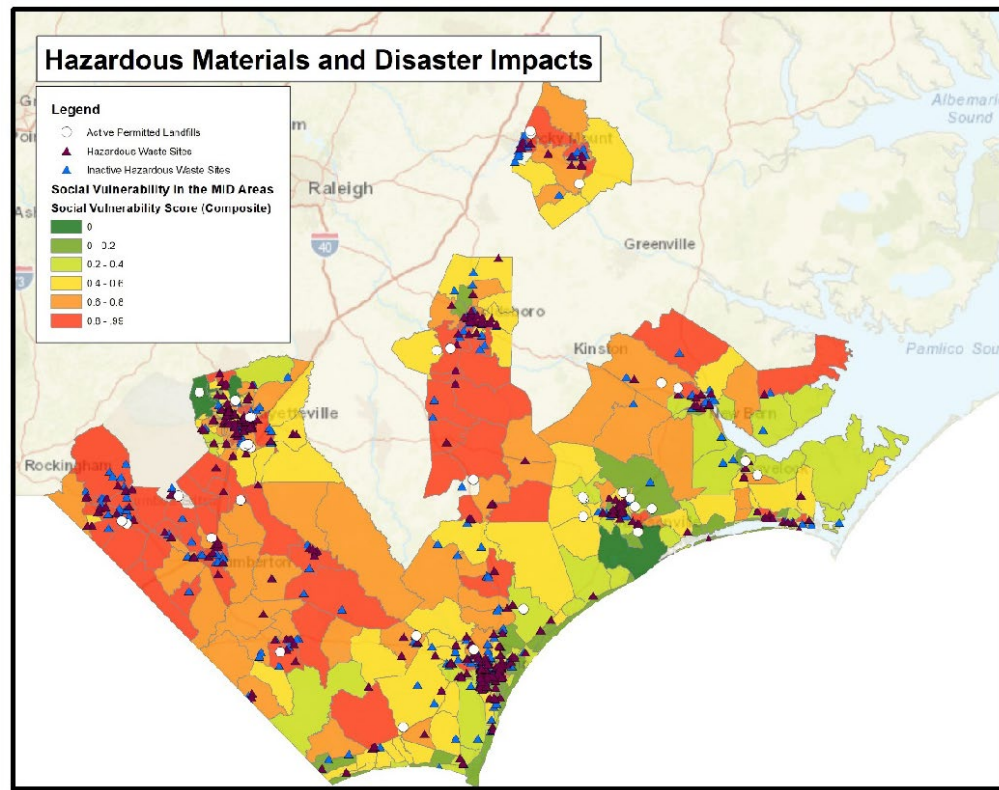 Hazardous Materials and Disaster Impacts
Legend
Active Permitted Landfills
Hazardous Waste Sites
Inactive Hazardous Waste Sites
Social Vulnerability in the MID Areas
Social Vulnerability Score (Composite)
0
0 - 0.2
0.2 - 0.4
0.4 - 0.6
0.6 - 0.8
0.8 - .99
Albemarle
Sound
Raleigh
40
Greenville
Kinston
Pamlico
New Bern
Rockingham